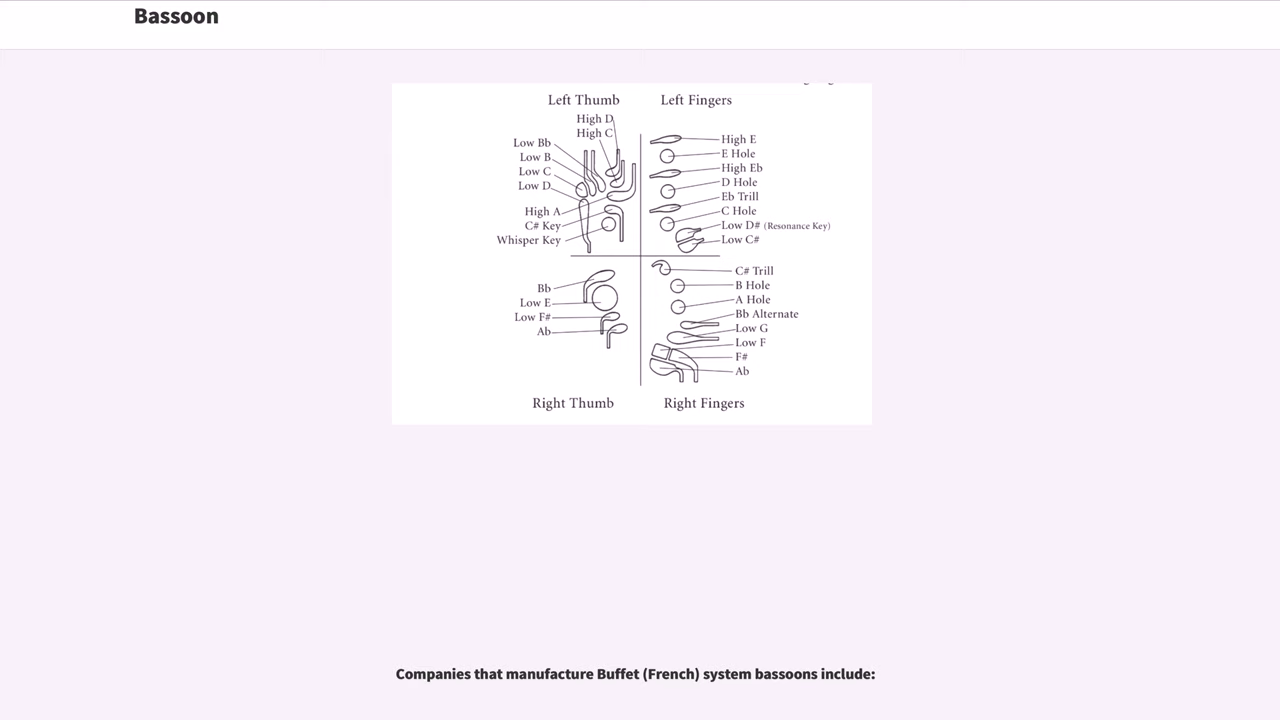 Bassoon
Left Thumb
Left Fingers
High D
High C
Low Bb
Low B
Low C
Low D
High A
C# Key
Whisper Key
High E
E Hole
High Eb
D Hole
Eb Trill
C Hole
Low D# (Resonance Key)
Low C#
Bb
Low E
Low F#
Ab
C# Trill
B Hole
A Hole
Bb Alternate
Low G
Low F
F#
Ab
Right Thumb
Right Fingers
Companies that manufacture Buffet (French) system bassoons include: